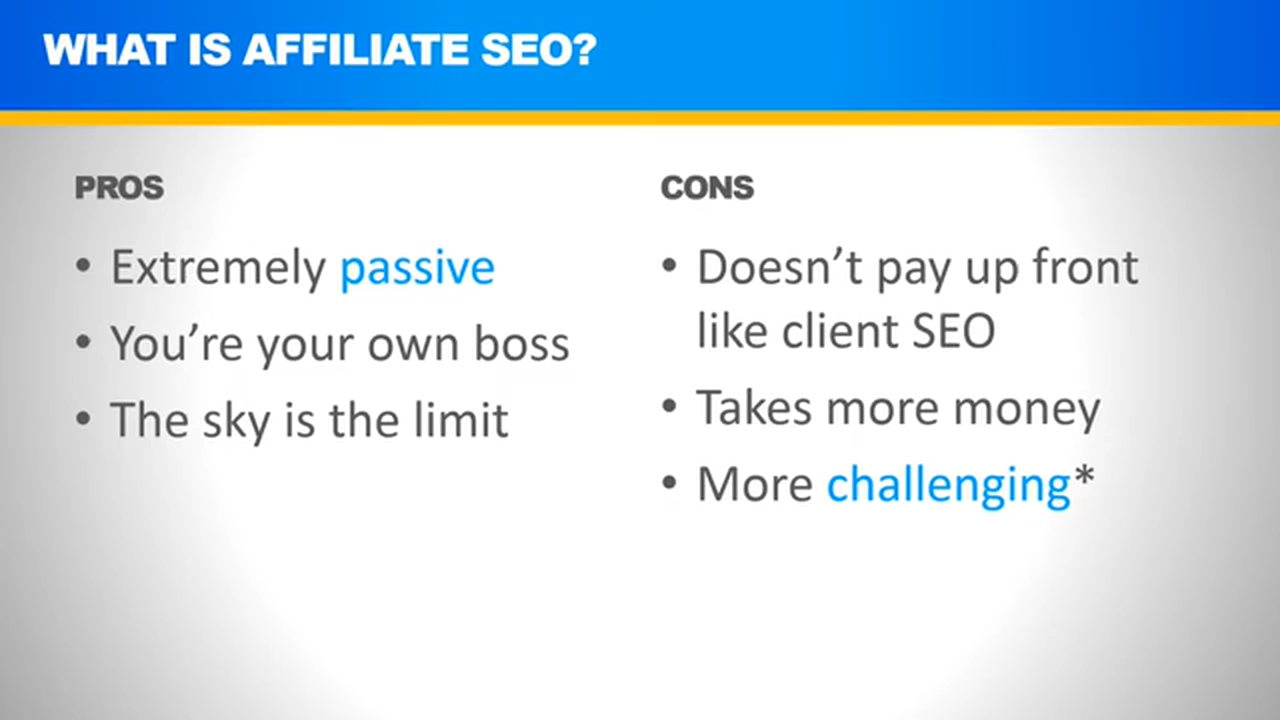 WHAT IS AFFILIATE SEO?
PROS
• Extremely passive
• You’re your own boss
• The sky is the limit
CONS
• Doesn’t pay up front
like client SEO
• Takes more money
• More challenging*